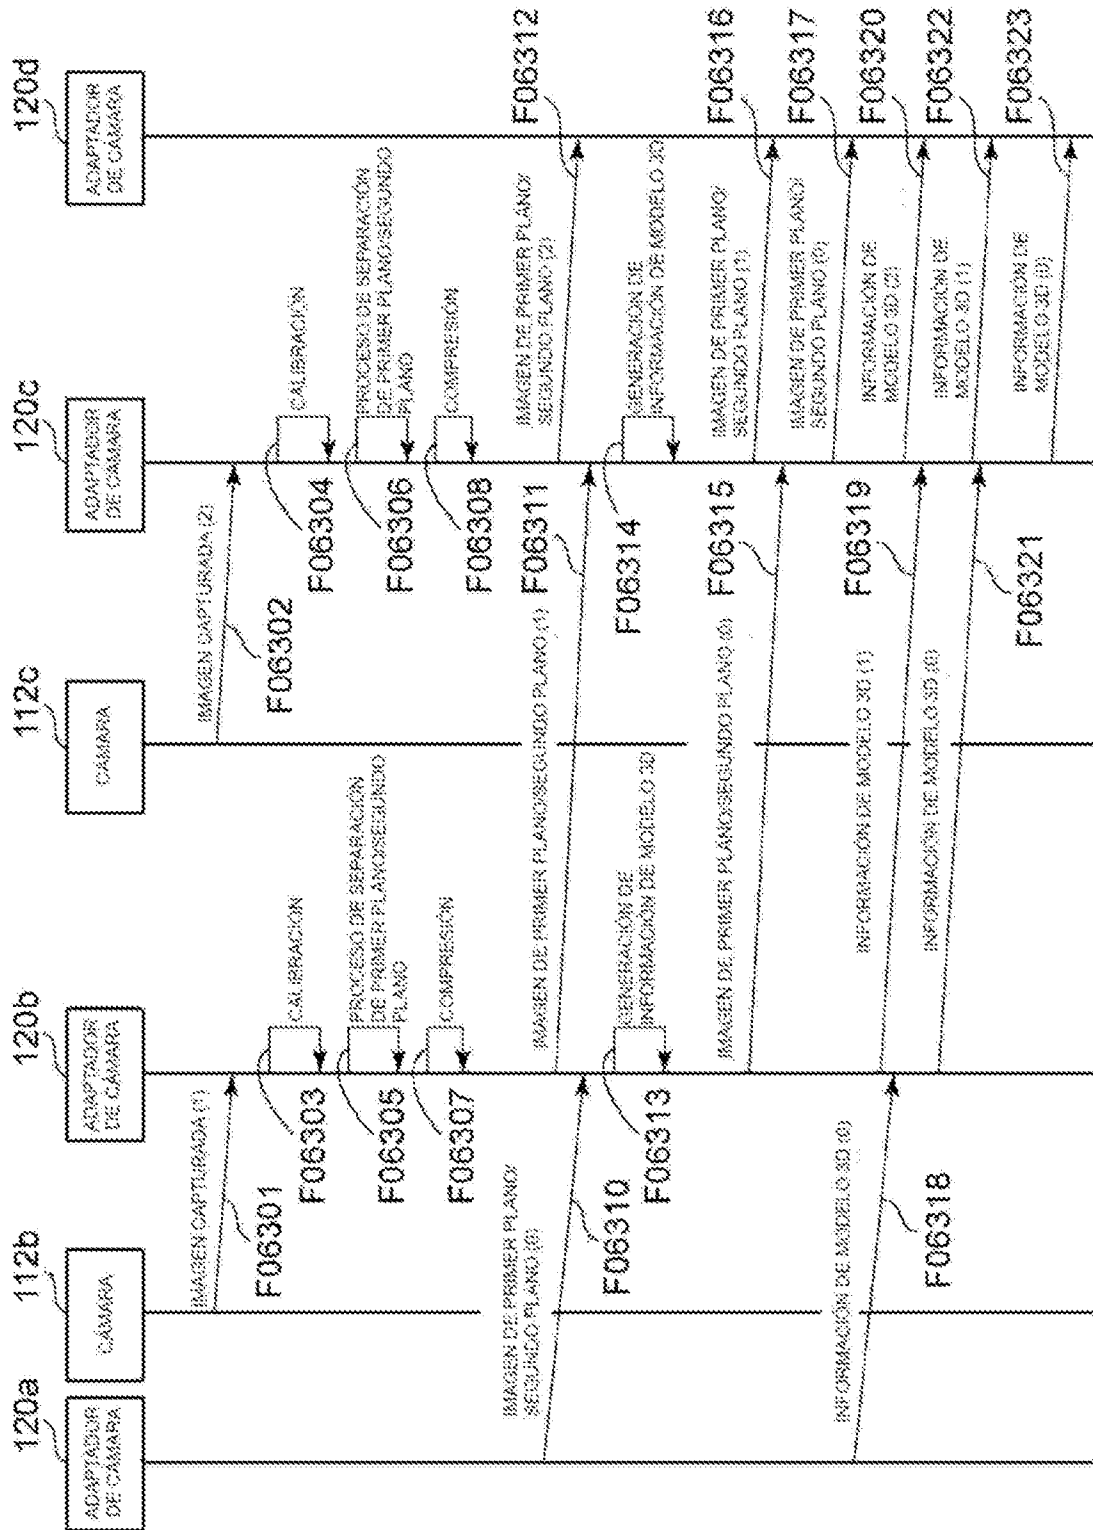 120a
ADAPTADOR
DE CÁMARA
112b
CÁMARA
120b
ADAPTADOR
DE CÁMARA
112c
CÁMARA
120c
ADAPTADOR
DE CÁMARA
120d
ADAPTADOR
DE CÁMARA
IMAGEN CAPTURADA (1)
F06301
IMAGEN CAPTURADA (2)
F06302
CALIBRACIÓN
F06303
CALIBRACIÓN
F06304
PROCESO DE SEPARACIÓN
DE PRIMER PLANO/SEGUNDO
PLANO
F06305
PROCESO DE SEPARACIÓN
DE PRIMER PLANO/SEGUNDO
PLANO
F06306
COMPRESIÓN
F06307
COMPRESIÓN
F06308
IMAGEN DE PRIMER PLANO/
SEGUNDO PLANO (0)
F06310
IMAGEN DE PRIMER PLANO/SEGUNDO PLANO (1)
F06311
IMAGEN DE PRIMER PLANO/
SEGUNDO PLANO (2)
F06312
GENERACIÓN DE
INFORMACIÓN DE MODELO 3D
F06313
GENERACIÓN DE
INFORMACIÓN DE MODELO 3D
F06314
IMAGEN DE PRIMER PLANO/SEGUNDO PLANO (0)
F06315
IMAGEN DE PRIMER PLANO/
SEGUNDO PLANO (1)
F06316
IMAGEN DE PRIMER PLANO/
SEGUNDO PLANO (0)
F06317
INFORMACIÓN DE MODELO 3D (0)
F06318
INFORMACIÓN DE MODELO 3D (1)
F06319
INFORMACIÓN DE
MODELO 3D (2)
F06320
INFORMACIÓN DE MODELO 3D (0)
F06321
INFORMACIÓN DE
MODELO 3D (1)
F06322
INFORMACIÓN DE
MODELO 3D (0)
F06323